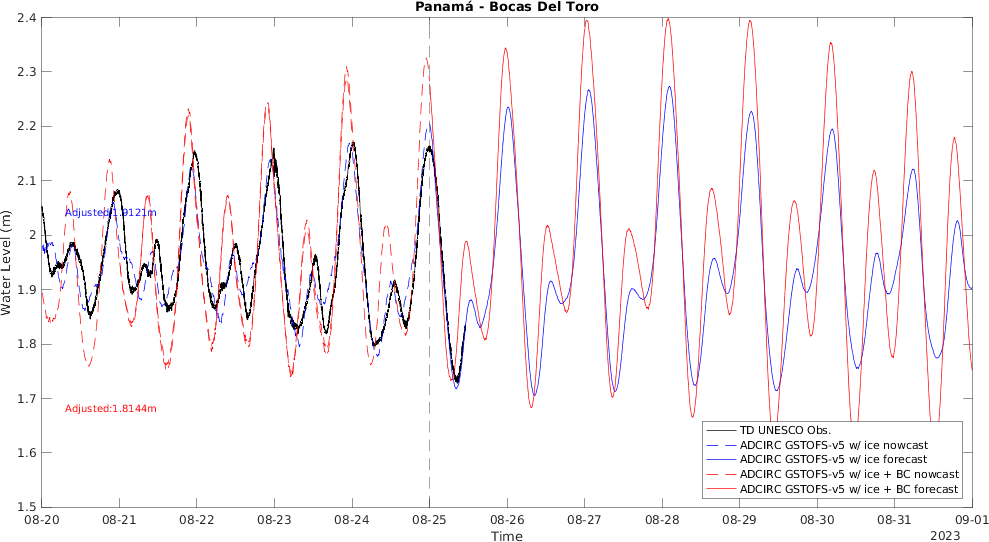 Panamá - Bocas Del Toro
2.4
2.3
2.2
2.1
2
1.9
1.8
1.7
1.6
1.5
Water Level (m)
Adjusted:1.9121m
Adjusted:1.8144m
TD UNESCO Obs.
ADCIRC GSTOFS-v5 w/ ice nowcast
ADCIRC GSTOFS-v5 w/ ice forecast
ADCIRC GSTOFS-v5 w/ ice + BC nowcast
ADCIRC GSTOFS-v5 w/ ice + BC forecast
08-20 08-21 08-22 08-23 08-24 08-25 08-26 08-27 08-28 08-29 08-30 08-31 09-01
Time
2023